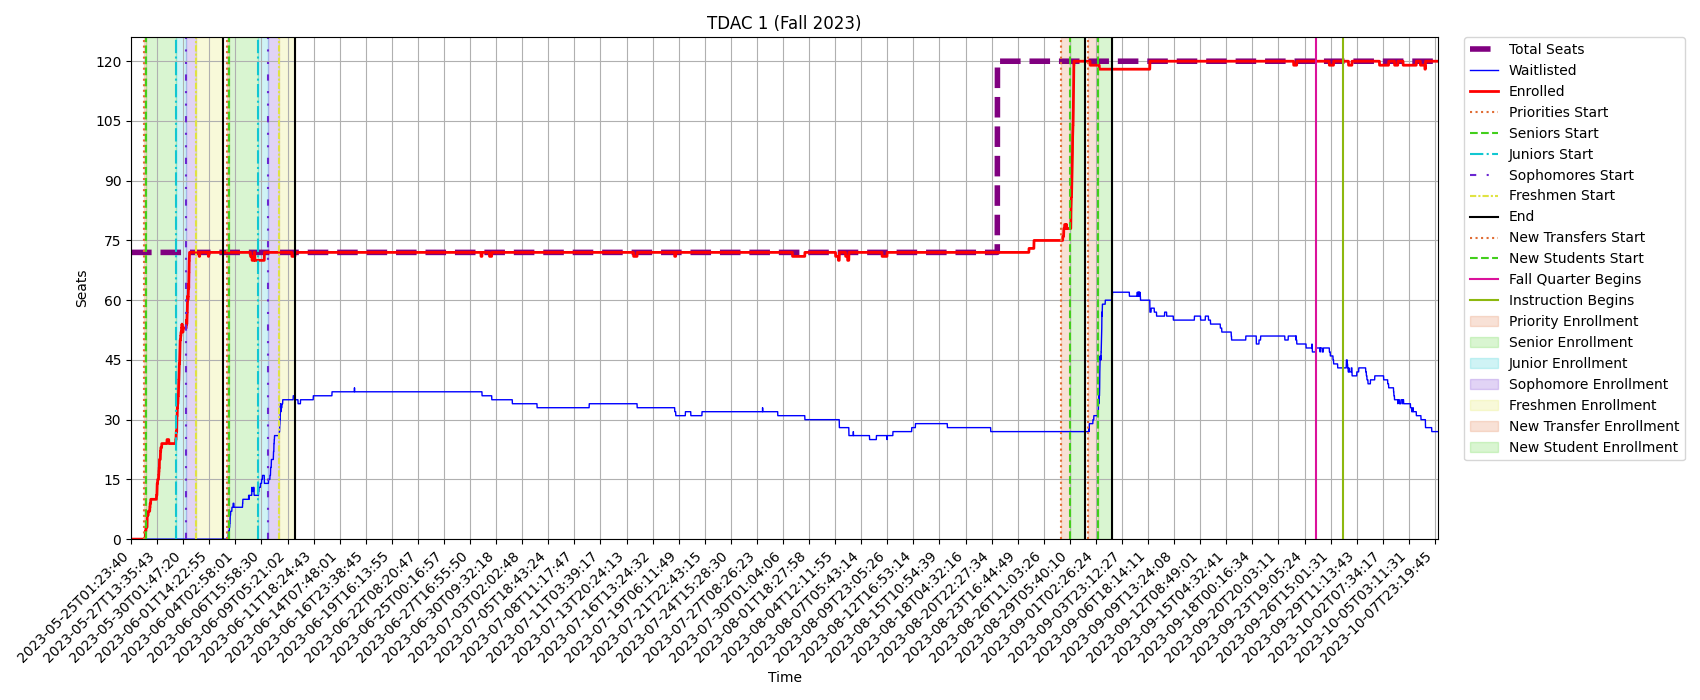 TDAC 1 (Fall 2023)
120
105
90
75
60
45
30
15
0
Seats
2023-05-25T01:23:40
2023-05-27T13:35:43
2023-05-30T01:47:20
2023-06-01T14:22:55
2023-06-04T02:58:01
2023-06-06T15:58:30
2023-06-09T05:21:02
2023-06-11T18:24:43
2023-06-14T07:48:01
2023-06-16T23:38:45
2023-06-19T16:13:55
2023-06-22T08:20:47
2023-06-25T00:16:57
2023-06-27T16:55:50
2023-06-30T09:32:18
2023-07-03T02:02:48
2023-07-05T18:43:24
2023-07-08T11:17:47
2023-07-11T03:39:17
2023-07-13T20:24:13
2023-07-16T13:24:32
2023-07-19T06:11:49
2023-07-21T22:43:15
2023-07-24T15:28:30
2023-07-27T08:26:23
2023-07-30T01:04:06
2023-08-01T18:27:58
2023-08-04T12:11:55
2023-08-07T05:43:14
2023-08-09T23:05:26
2023-08-12T16:53:14
2023-08-15T10:54:39
2023-08-18T04:32:16
2023-08-20T22:27:34
2023-08-23T16:44:49
2023-08-26T11:03:26
2023-08-29T05:40:10
2023-09-01T02:26:24
2023-09-03T23:12:27
2023-09-06T18:14:11
2023-09-09T13:24:08
2023-09-12T08:49:01
2023-09-15T04:32:41
2023-09-18T00:16:34
2023-09-20T20:03:11
2023-09-23T19:05:24
2023-09-26T15:01:31
2023-09-29T11:13:43
2023-10-02T07:34:17
2023-10-05T03:11:31
2023-10-07T23:19:45
Time
Total Seats
Waitlisted
Enrolled
Priorities Start
Seniors Start
Juniors Start
Sophomores Start
Freshmen Start
End
New Transfers Start
New Students Start
Fall Quarter Begins
Instruction Begins
Priority Enrollment
Senior Enrollment
Junior Enrollment
Sophomore Enrollment
Freshmen Enrollment
New Transfer Enrollment
New Student Enrollment